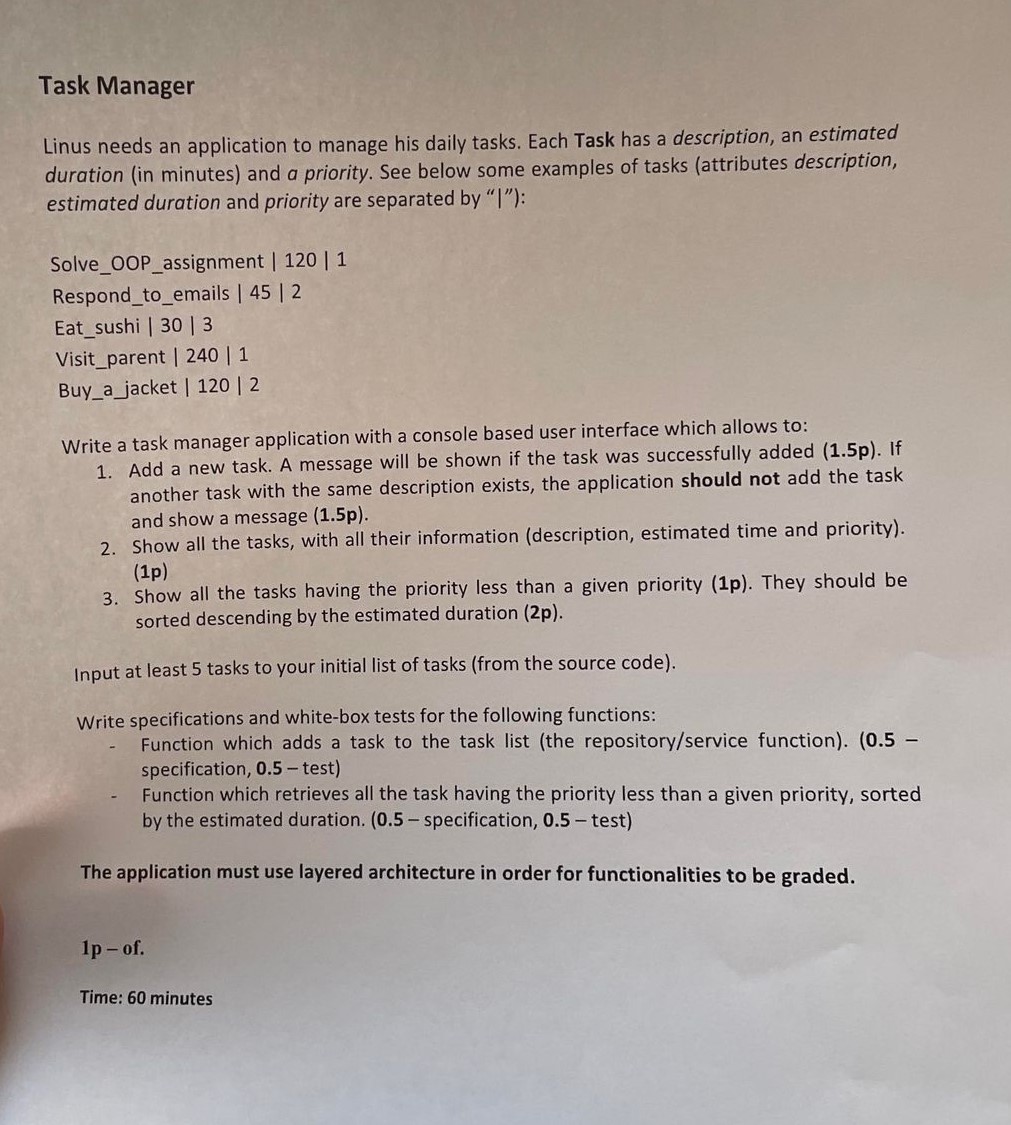 Task Manager
Linus needs an application to manage his daily tasks. Each Task has a description, an estimated
duration (in minutes) and a priority. See below some examples of tasks (attributes description,
estimated duration and priority are separated by “|”):
Solve_OOP_assignment | 120 | 1
Respond_to_emails | 45 | 2
Eat_sushi | 30 | 3
Visit_parent | 240 | 1
Buy_a_jacket | 120 | 2
Write a task manager application with a console based user interface which allows to:
1. Add a new task. A message will be shown if the task was successfully added (1.5p). If
another task with the same description exists, the application should not add the task
and show a message (1.5p).
2. Show all the tasks, with all their information (description, estimated time and priority).
(1p)
3. Show all the tasks having the priority less than a given priority (1p). They should be
sorted descending by the estimated duration (2p).
Input at least 5 tasks to your initial list of tasks (from the source code).
Write specifications and white-box tests for the following functions:
- Function which adds a task to the task list (the repository/service function). (0.5 –
specification, 0.5 – test)
- Function which retrieves all the task having the priority less than a given priority, sorted
by the estimated duration. (0.5 – specification, 0.5 – test)
The application must use layered architecture in order for functionalities to be graded.
1p – of.
Time: 60 minutes